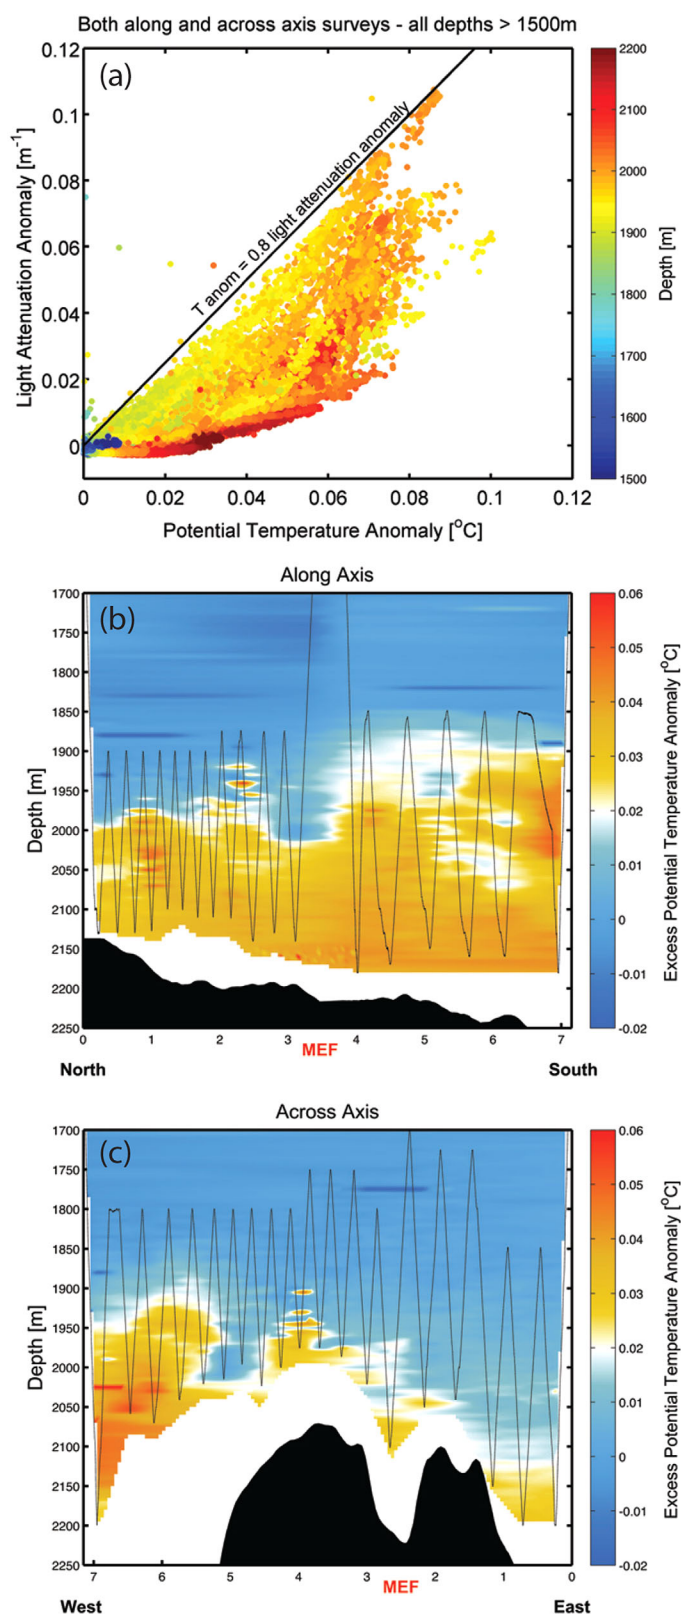 Both along and across axis surveys - all depths > 1500m
(a)
T anom = 0.8 light attenuation anomaly
Light Attenuation Anomaly [m⁻¹]
0.12
0.1
0.08
0.06
0.04
0.02
0
0 0.02 0.04 0.06 0.08 0.1 0.12
Potential Temperature Anomaly [°C]
2200
2100
2000
1900
1800
1700
1600
1500
Depth [m]
Along Axis
(b)
Depth [m]
1700
1750
1800
1850
1900
1950
2000
2050
2100
2150
2200
2250
0 1 2 3 4 5 6 7
MEF
North South
0.06
0.05
0.04
0.03
0.02
0.01
0
-0.01
-0.02
Excess Potential Temperature Anomaly [°C]
Across Axis
(c)
Depth [m]
1700
1750
1800
1850
1900
1950
2000
2050
2100
2150
2200
2250
7 6 5 4 3 2 1 0
MEF
West East
0.06
0.05
0.04
0.03
0.02
0.01
0
-0.01
-0.02
Excess Potential Temperature Anomaly [°C]